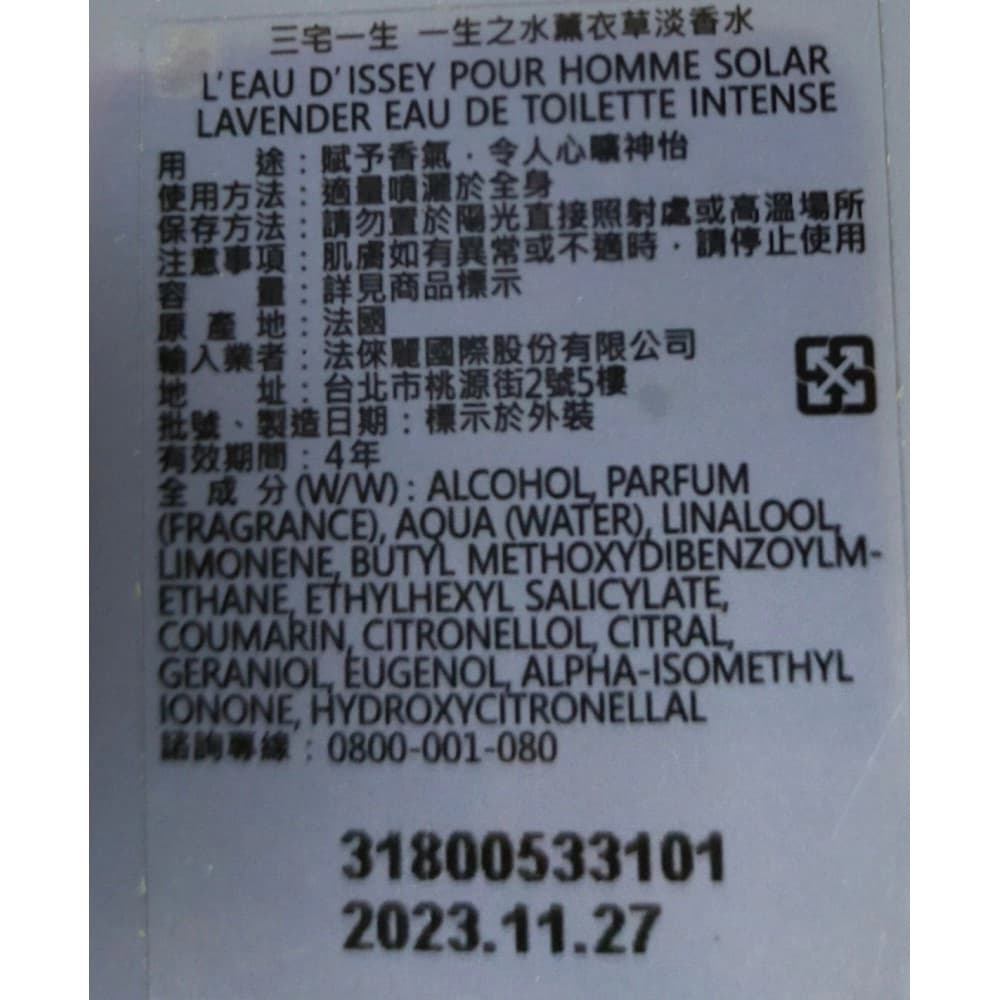 三宅一生 一生之水薰衣草淡香水
L'EAU D'ISSEY POUR HOMME SOLAR
LAVENDER EAU DE TOILETTE INTENSE
用途：賦予香氣，令人心曠神怡
使用方法：適量噴灑於全身
保存方法：請勿置於陽光直接照射處或高溫場所
注意事項：肌膚如有異常或不適時，請停止使用
容量：詳見商品標示
原產地：法國
輸入業者：法倈麗國際股份有限公司
地址：台北市桃源街2號5樓
批號、製造日期：標示於外裝
有效期間：4年
全成分(W/W)：ALCOHOL, PARFUM
(FRAGRANCE), AQUA (WATER), LINALOOL,
LIMONENE, BUTYL METHOXYDIBENZOYLM-
ETHANE, ETHYLHEXYL SALICYLATE,
COUMARIN, CITRONELLOL, CITRAL,
GERANIOL, EUGENOL, ALPHA-ISOMETHYL
IONONE, HYDROXYCITRONELLAL
諮詢專線：0800-001-080
31800533101
2023.11.27